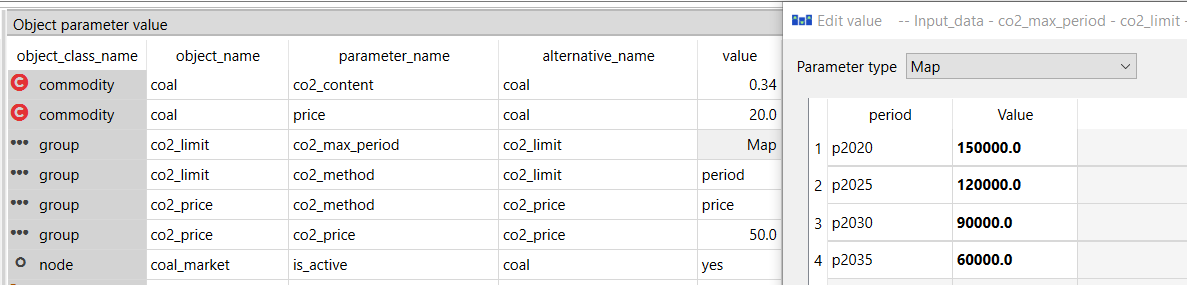 Object parameter value
object_class_name object_name parameter_name alternative_name value
commodity coal co2_content coal 0.34
commodity coal price coal 20.0
group co2_limit co2_max_period co2_limit Map
group co2_limit co2_method co2_limit period
group co2_price co2_method co2_price price
group co2_price co2_price co2_price 50.0
node coal_market is_active coal yes
Edit value -- Input_data - co2_max_period - co2_limit -
Parameter type Map
period Value
1 p2020 150000.0
2 p2025 120000.0
3 p2030 90000.0
4 p2035 60000.0